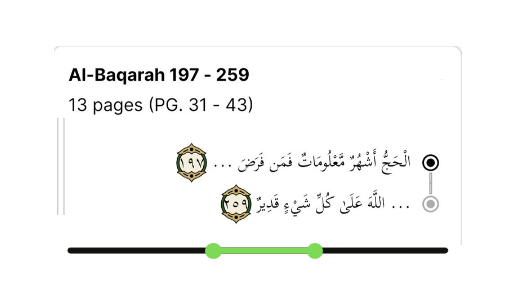 Al-Baqarah 197 - 259
13 pages (PG. 31 - 43)
الْحَجُّ أَشْهُرٌ مَّعْلُومَاتٌ فَمَن فَرَضَ ... ١٩٧
... اللَّهَ عَلَىٰ كُلِّ شَيْءٍ قَدِيرٌ ٢٥٩